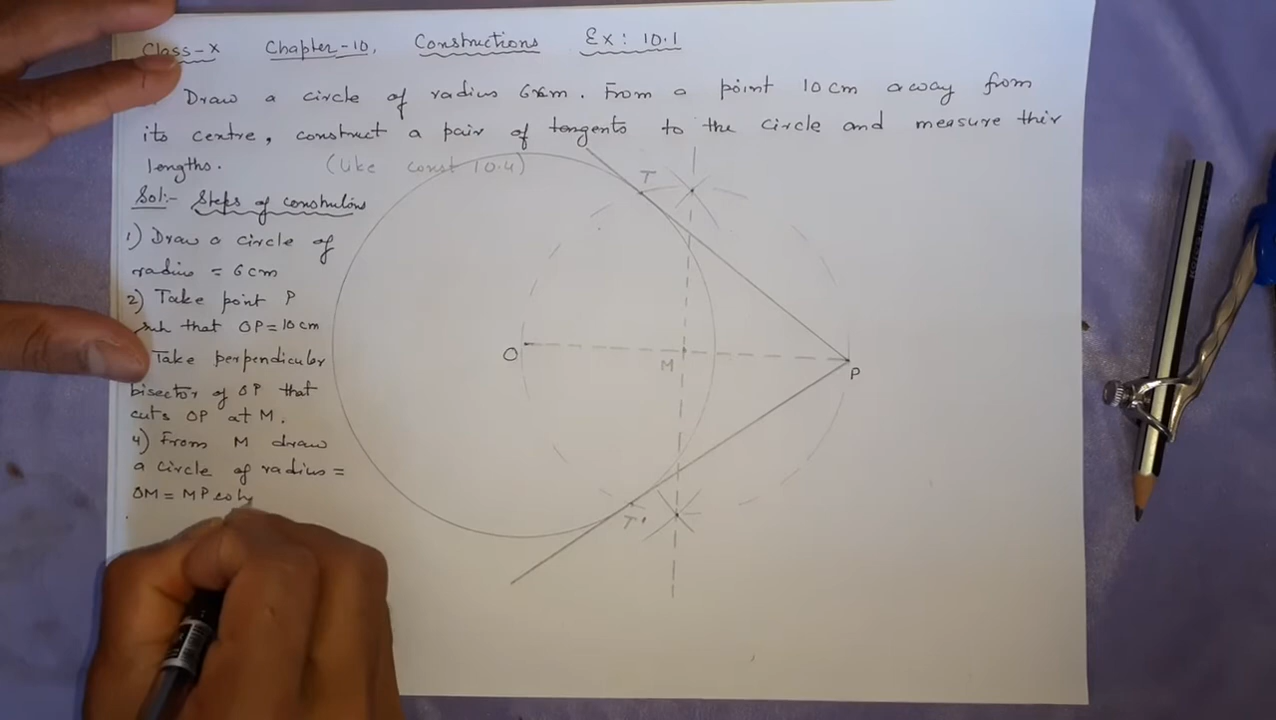 Class-X Chapter-10, Constructions Ex: 10.1
Draw a circle of radius 6cm. From a point 10 cm away from
its centre, construct a pair of tangents to the circle and measure their
lengths. (like const 10.4)
Sol:- Steps of constructions
1) Draw a circle of
radius = 6 cm
2) Take point P
such that OP = 10 cm
Take perpendicular
bisector of OP that
cuts OP at M.
4) From M draw
a circle of radius =
OM = MP
T
O
M
P
T'